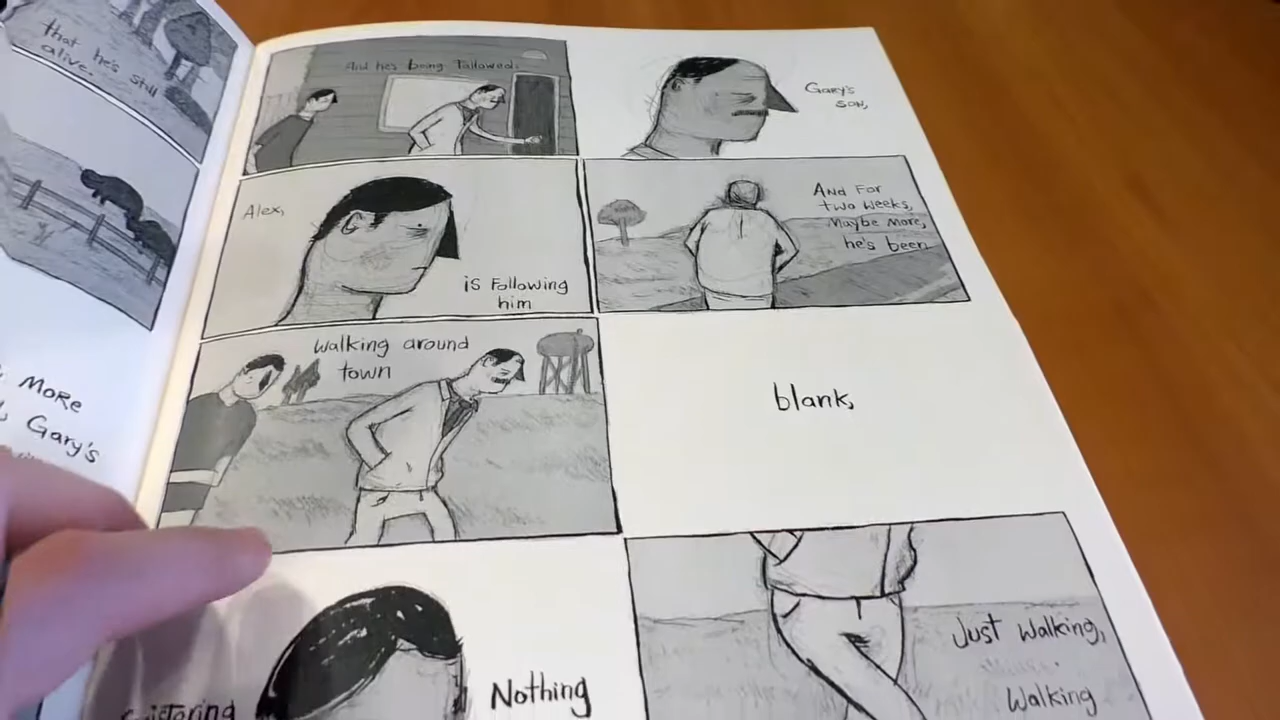 that he's still
alive.
MORE
Gary's
And he's being Tallowed.
Gary's
son,
Alex,
is Following
him
And For
two weeks,
Maybe More,
he's been
walking around
town
blank,
Nothing
Just walking,
Walking